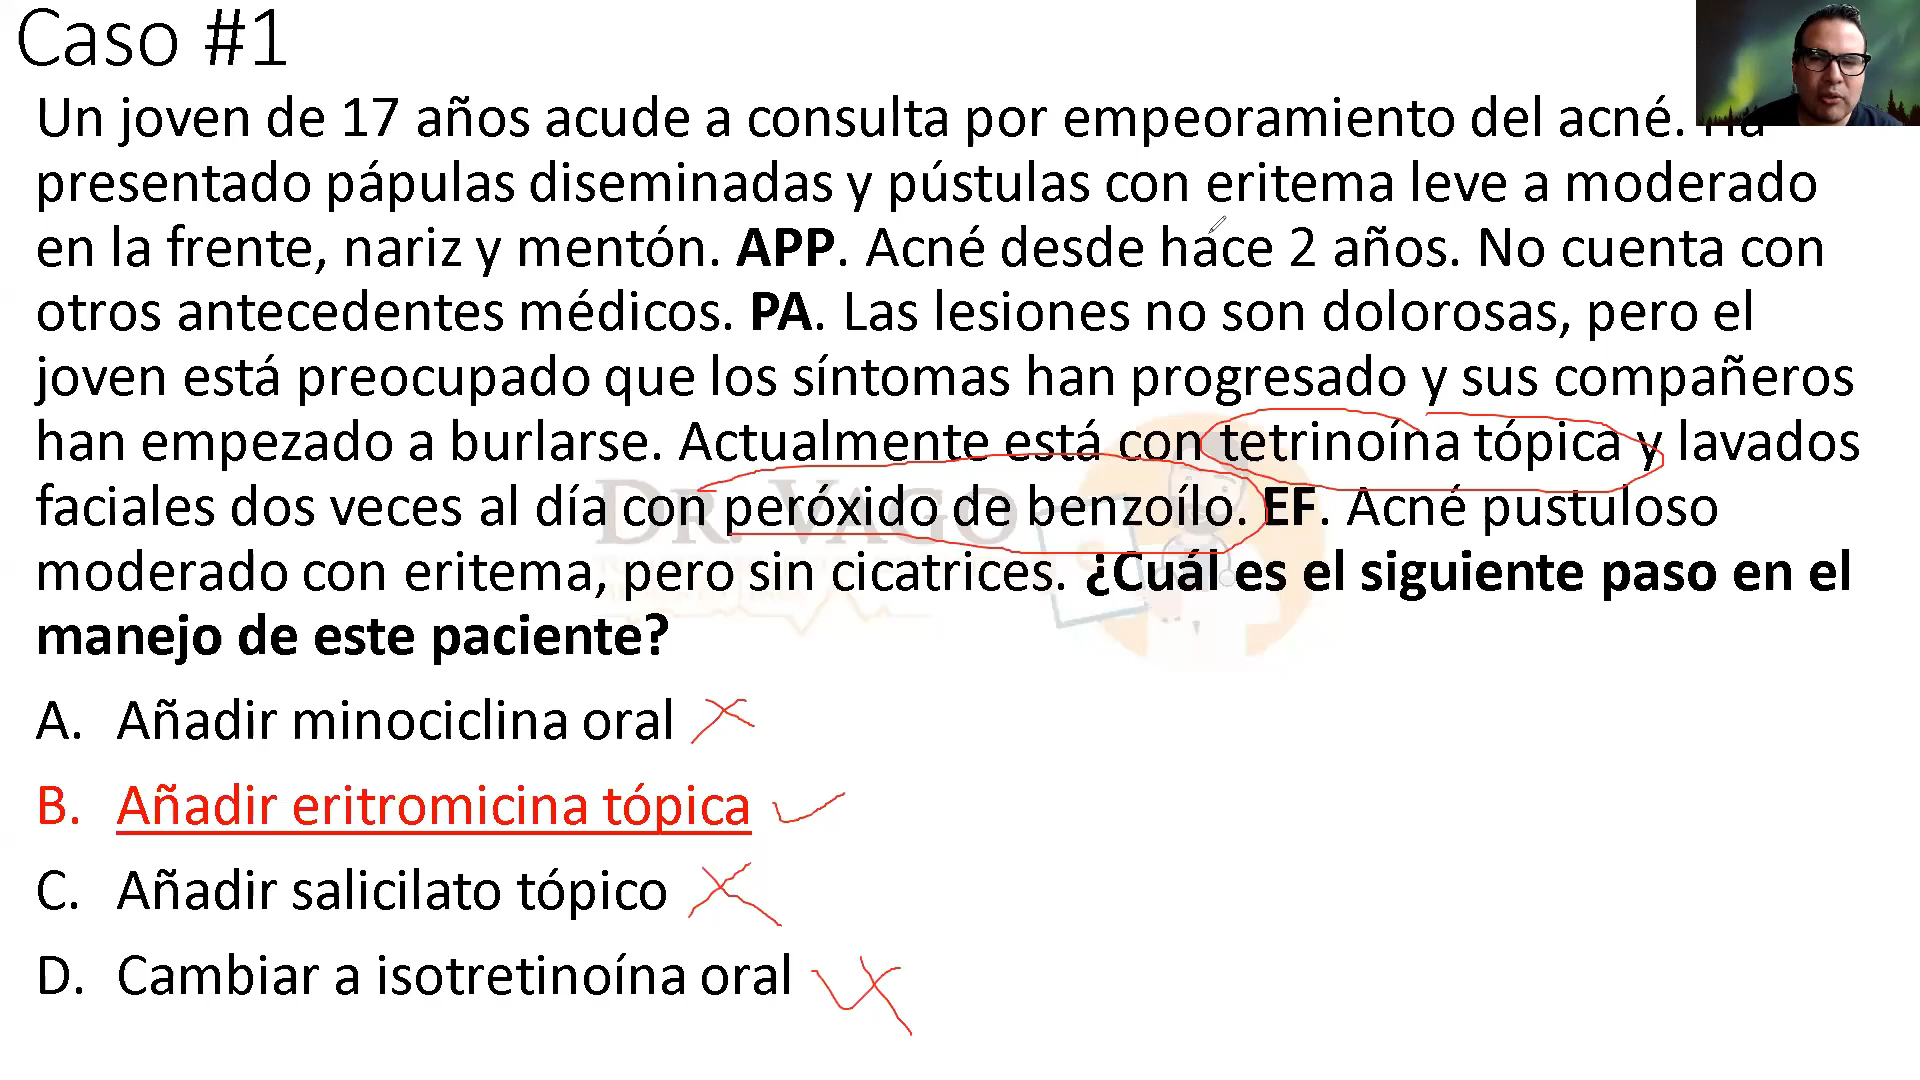 Caso #1
Un joven de 17 años acude a consulta por empeoramiento del acné. Ha
presentado pápulas diseminadas y pústulas con eritema leve a moderado
en la frente, nariz y mentón. APP. Acné desde hace 2 años. No cuenta con
otros antecedentes médicos. PA. Las lesiones no son dolorosas, pero el
joven está preocupado que los síntomas han progresado y sus compañeros
han empezado a burlarse. Actualmente está con tetrinoína tópica y lavados
faciales dos veces al día con peróxido de benzoílo. EF. Acné pustuloso
moderado con eritema, pero sin cicatrices. ¿Cuál es el siguiente paso en el
manejo de este paciente?
A. Añadir minociclina oral
B. Añadir eritromicina tópica
C. Añadir salicilato tópico
D. Cambiar a isotretinoína oral
DR. VAGO